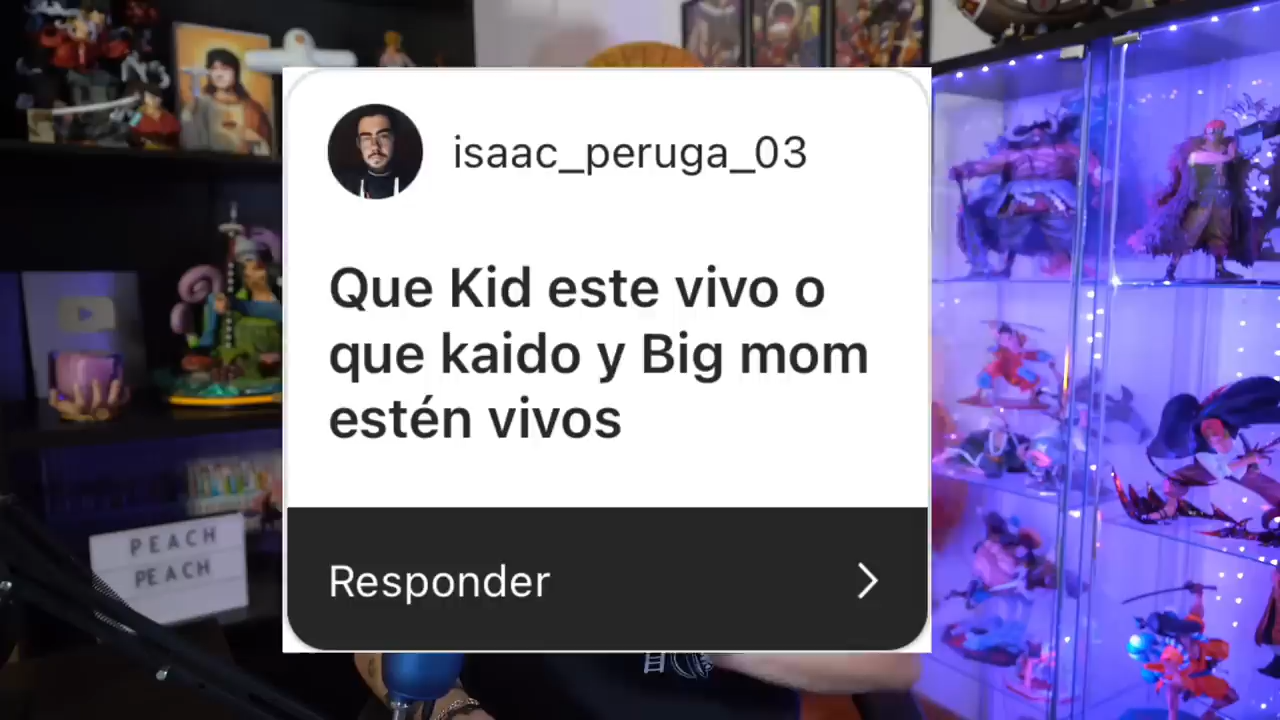 isaac_peruga_03
Que Kid este vivo o
que kaido y Big mom
estén vivos
Responder
PEACH
PEACH